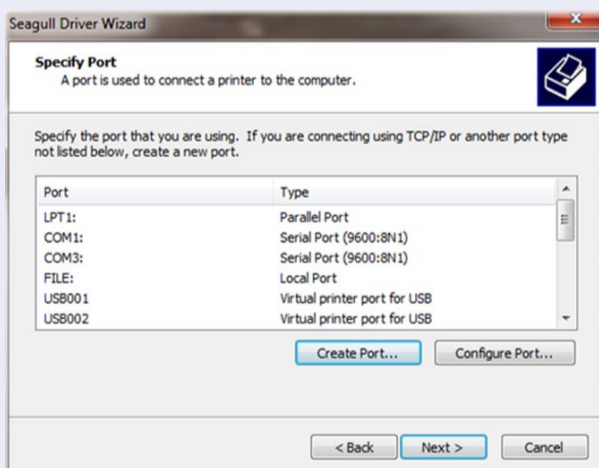 Seagull Driver Wizard
Specify Port
A port is used to connect a printer to the computer.
Specify the port that you are using. If you are connecting using TCP/IP or another port type
not listed below, create a new port.
Port Type
LPT1: Parallel Port
COM1: Serial Port (9600:8N1)
COM3: Serial Port (9600:8N1)
FILE: Local Port
USB001 Virtual printer port for USB
USB002 Virtual printer port for USB
Create Port... Configure Port...
< Back Next > Cancel